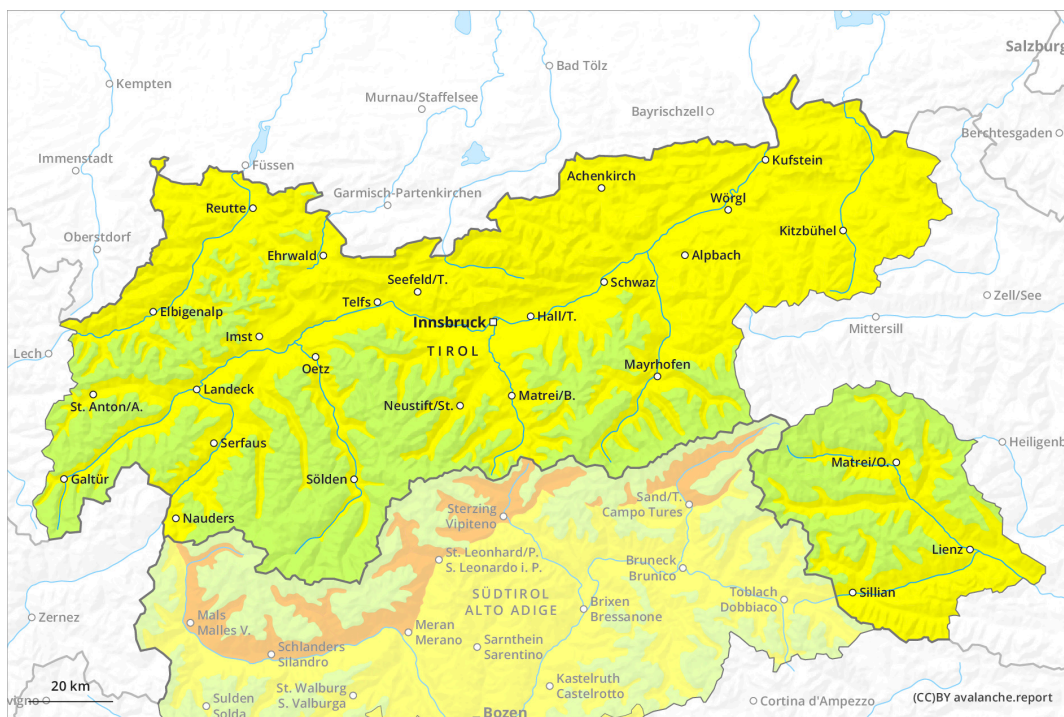 Salzburg
Kempten
Bad Tölz
Murnau/Staffelsee
Bayrischzell
Berchtesgaden
Immenstadt
Füssen
Kufstein
Achenkirch
Garmisch-Partenkirchen
Reutte
Wörgl
Oberstdorf
Kitzbühel
Ehrwald
Alpbach
Seefeld/T.
Schwaz
Zell/See
Telfs
Elbigenalp
Innsbruck
Hall/T.
Mittersill
Imst
Lech
TIROL
Oetz
Mayrhofen
Landeck
St. Anton/A.
Neustift/St.
Matrei/B.
Serfaus
Heiligenb
Matrei/O.
Galtür
Sölden
Sand/T.
Campo Tures
Sterzing
Vipiteno
Nauders
Lienz
St. Leonhard/P.
S. Leonardo i. P.
Bruneck
Brunico
SÜDTIROL
ALTO ADIGE
Toblach
Dobbiaco
Sillian
Zernez
Mals
Malles V.
Brixen
Bressanone
Meran
Merano
Sarnthein
Sarentino
Schlanders
Silandro
20 km
Kastelruth
Castelrotto
St. Walburg
S. Valburga
vigno
Sulden
Solda
Cortina d'Ampezzo
(CC)BY avalanche.report
Bozen